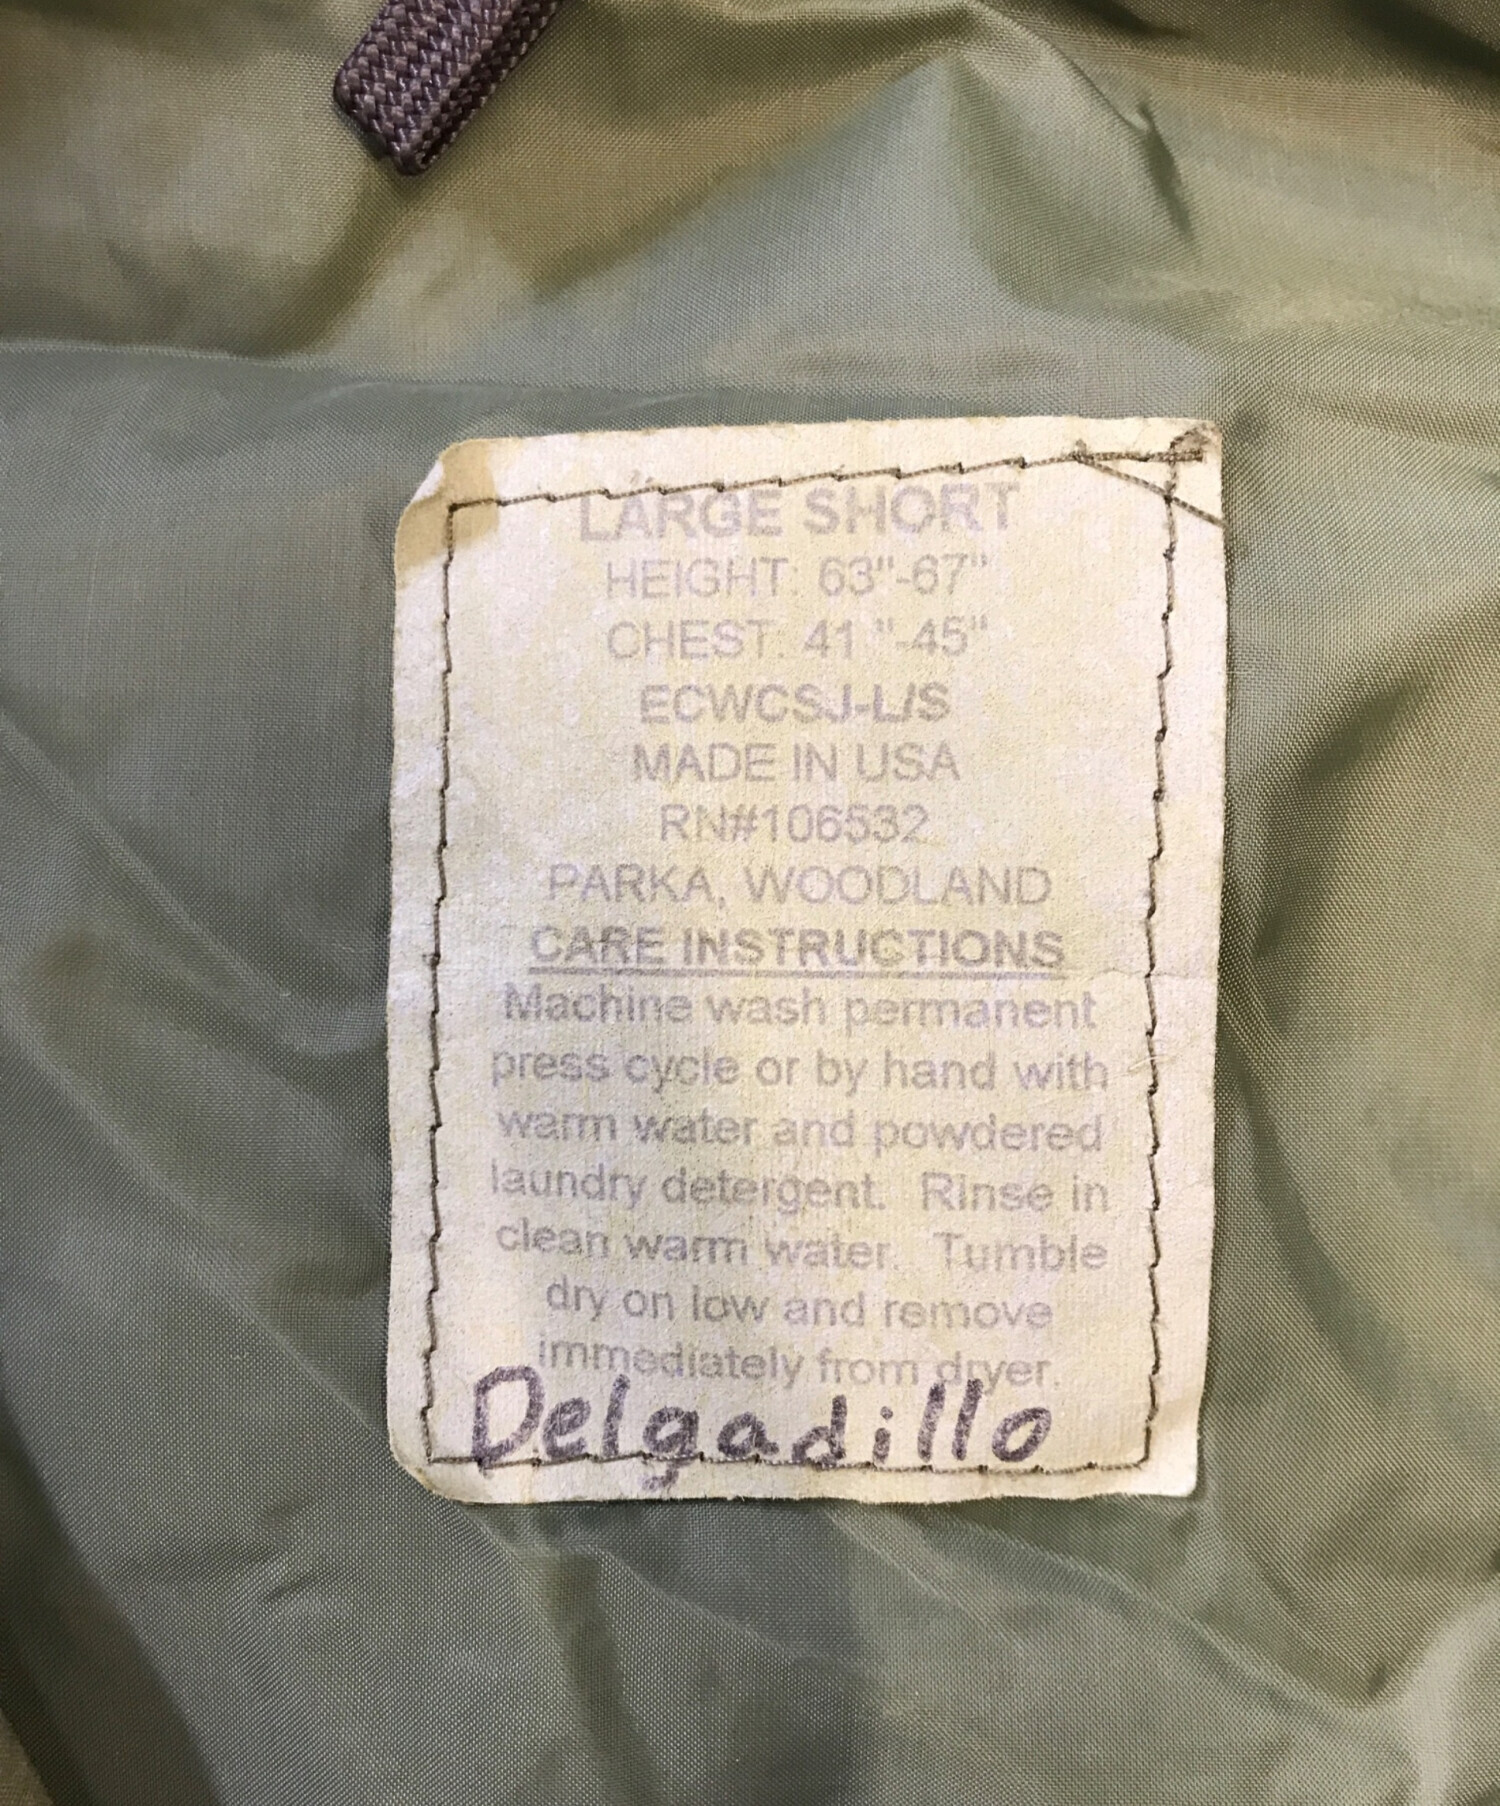 LARGE SHORT
HEIGHT: 63"-67"
CHEST: 41 "-45"
ECWCSJ-L/S
MADE IN USA
RN#106532
PARKA, WOODLAND
CARE INSTRUCTIONS
Machine wash permanent
press cycle or by hand with
warm water and powdered
laundry detergent.  Rinse in
clean warm water.  Tumble
dry on low and remove
immediately from dryer.
Delgadillo